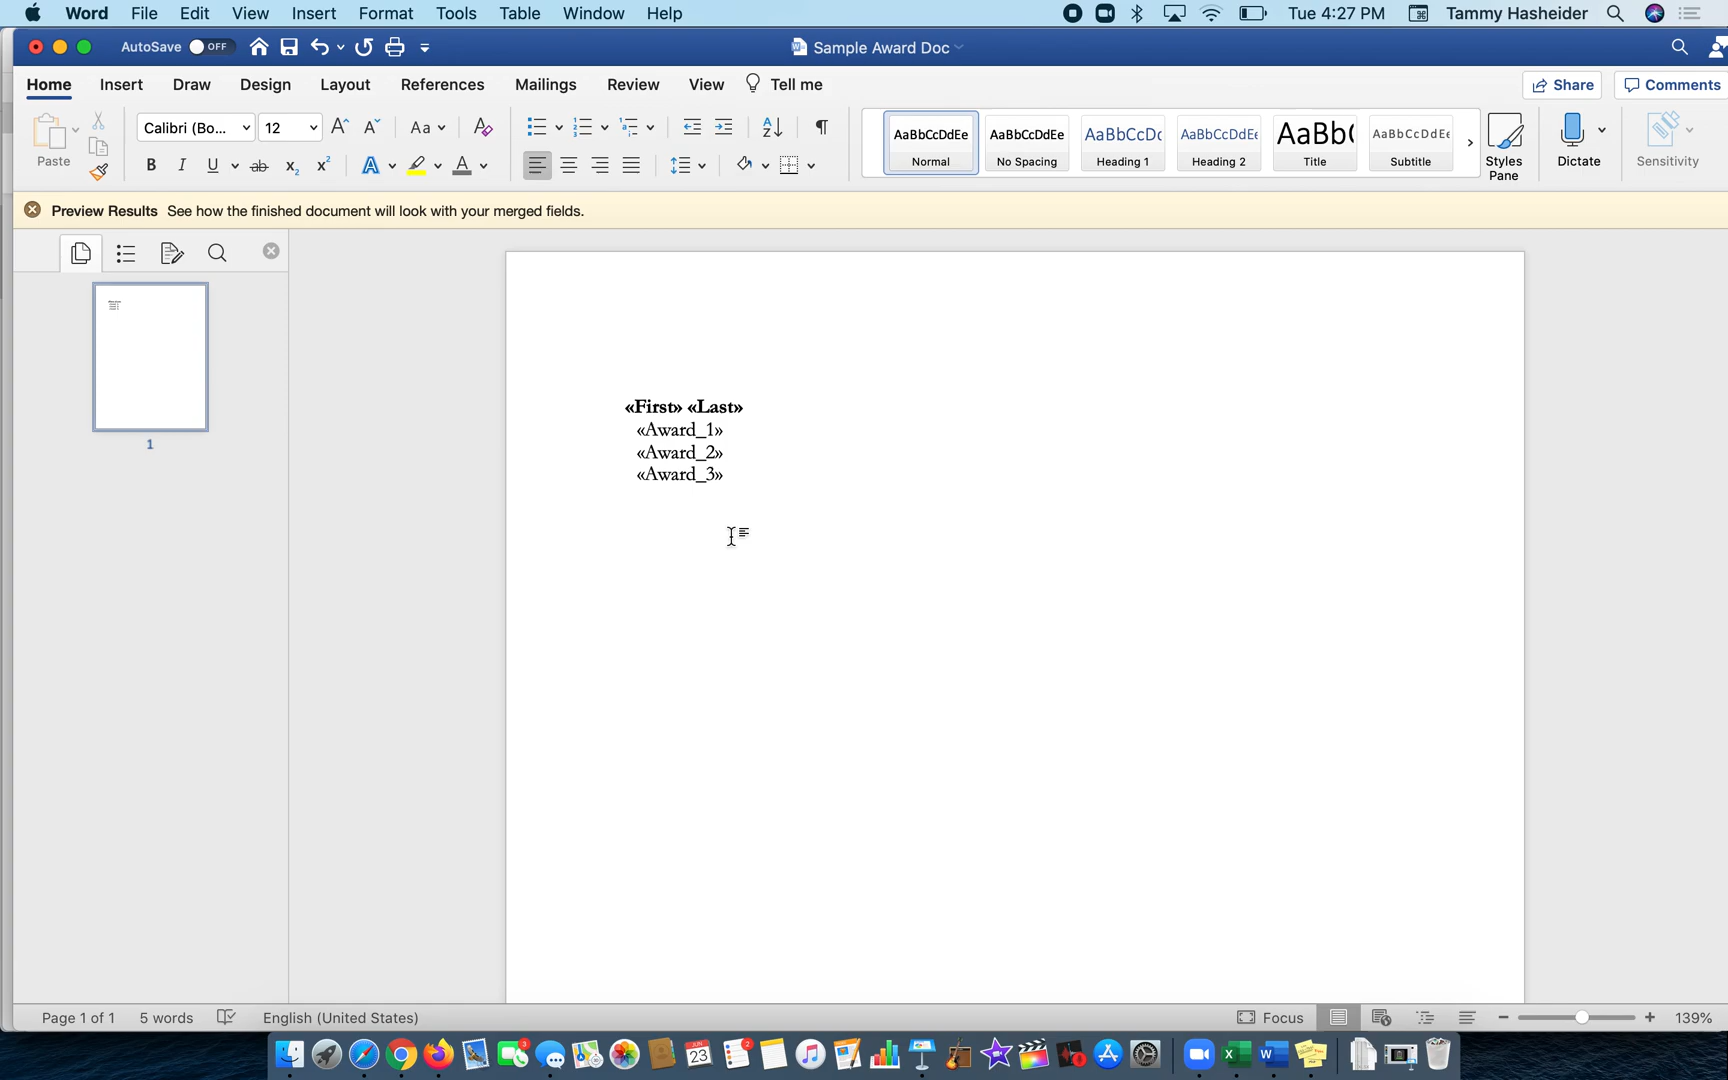 Word File Edit View Insert Format Tools Table Window Help Tue 4:27 PM Tammy Hasheider
AutoSave OFF Sample Award Doc
Home Insert Draw Design Layout References Mailings Review View Tell me Share Comments
Paste
Calibri (Bo... 12 Aa
AaBbCcDdEe AaBbCcDdEe AaBbCcDc AaBbCcDdEe AaBb( AaBbCcDdEe
Normal No Spacing Heading 1 Heading 2 Title Subtitle
Styles
Pane
Dictate
Sensitivity
Preview Results See how the finished document will look with your merged fields.
1
«First» «Last»
«Award_1»
«Award_2»
«Award_3»
Page 1 of 1 5 words English (United States) Focus 139%
3
JUN
23
2